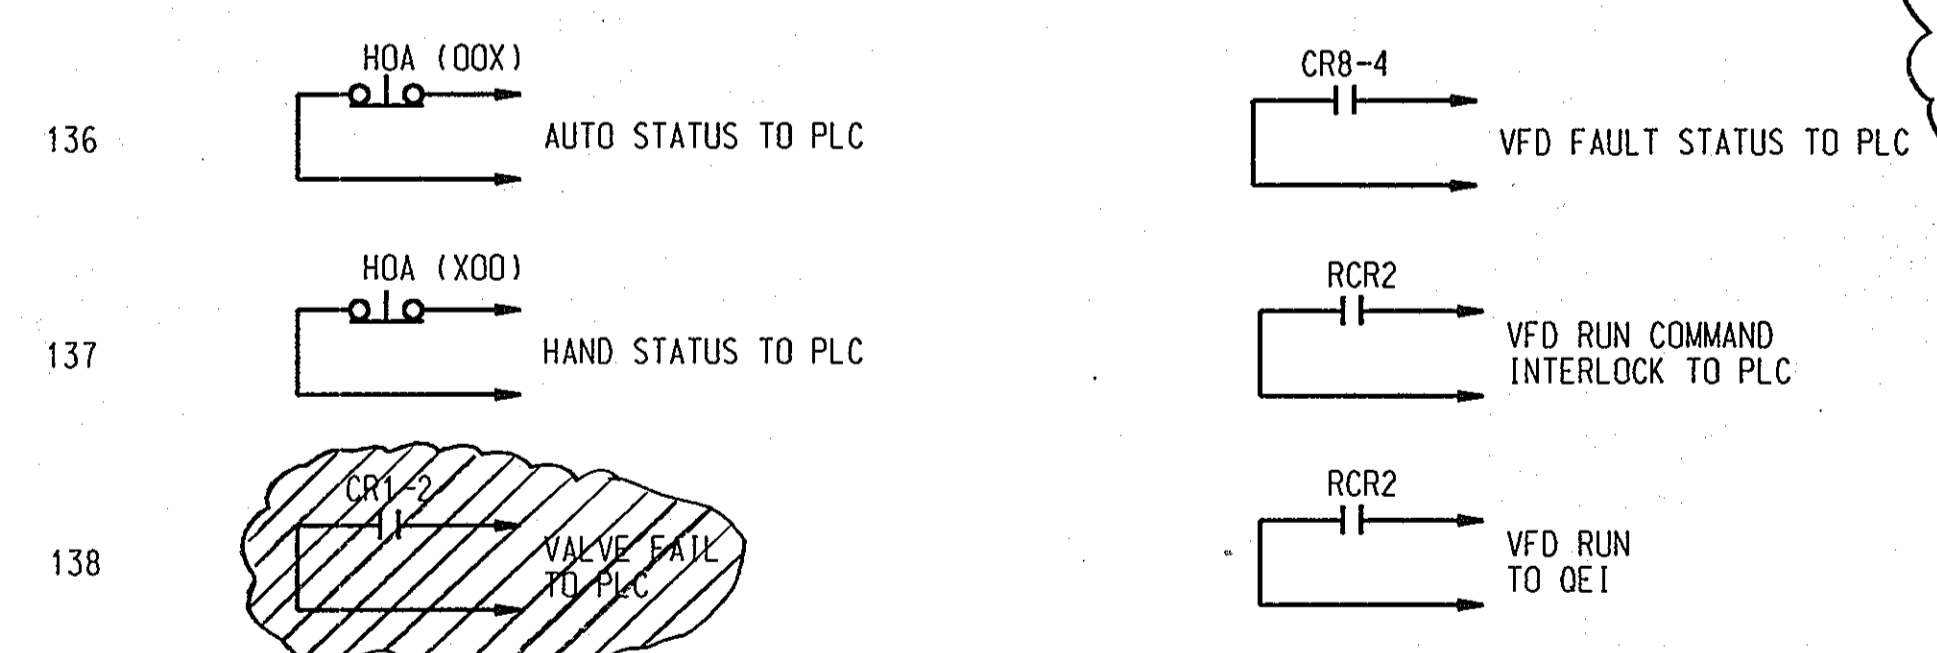 HOA (OOX)
136
AUTO STATUS TO PLC
CR8-4
VFD FAULT STATUS TO PLC
HOA (XOO)
137
HAND STATUS TO PLC
RCR2
VFD RUN COMMAND
INTERLOCK TO PLC
CR1-2
138
VALVE FAIL
TO PLC
RCR2
VFD RUN
TO QEI